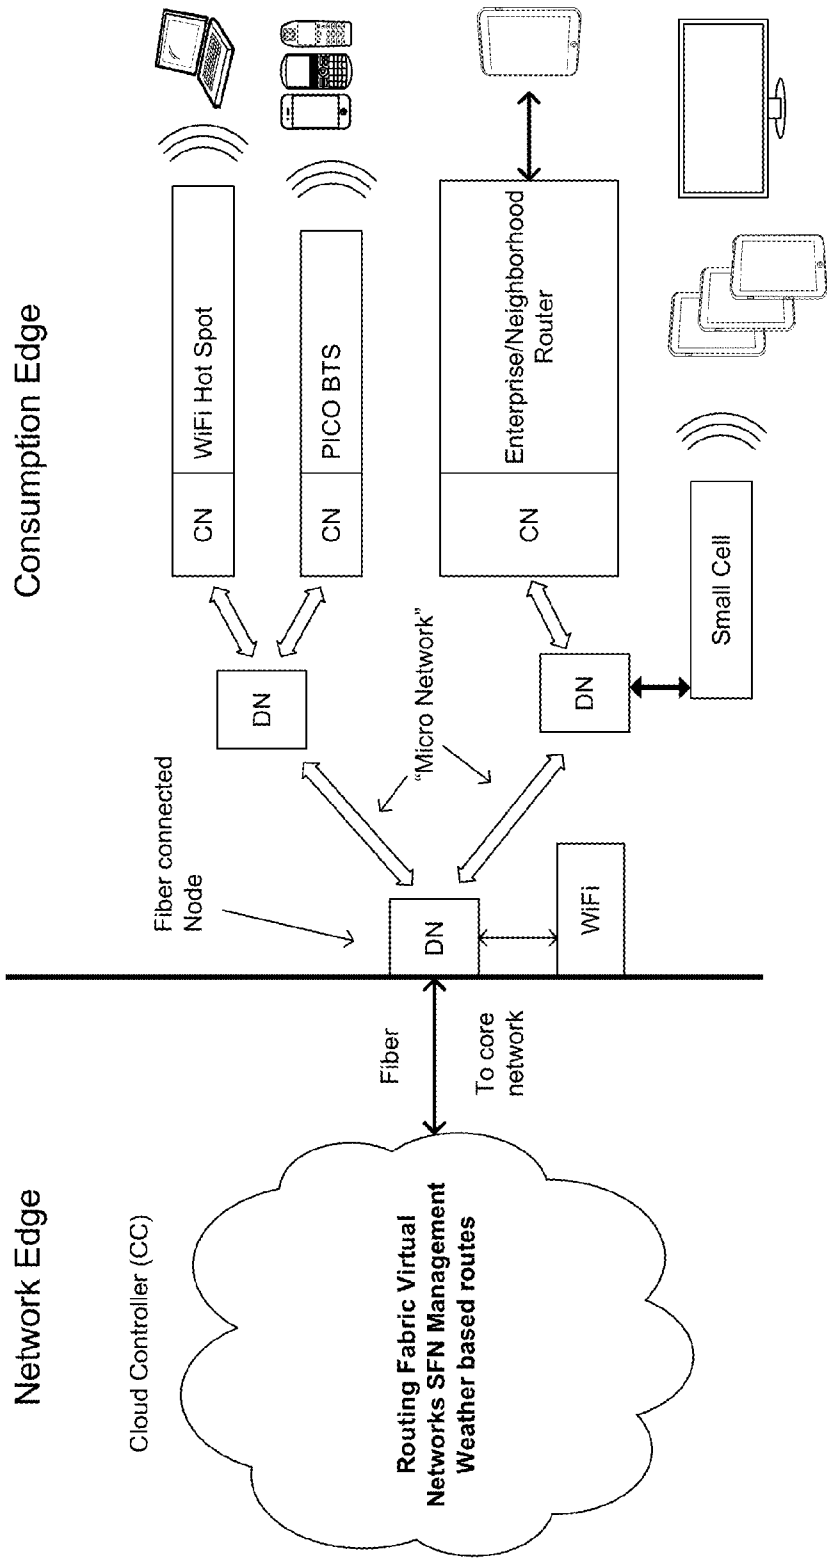 Network Edge
Consumption Edge
Cloud Controller (CC)
Routing Fabric Virtual
Networks SFN Management
Weather based routes
Fiber
To core
network
Fiber connected
Node
DN
WiFi
"Micro Network"
DN
DN
CN
WiFi Hot Spot
CN
PICO BTS
CN
Enterprise/Neighborhood
Router
Small Cell